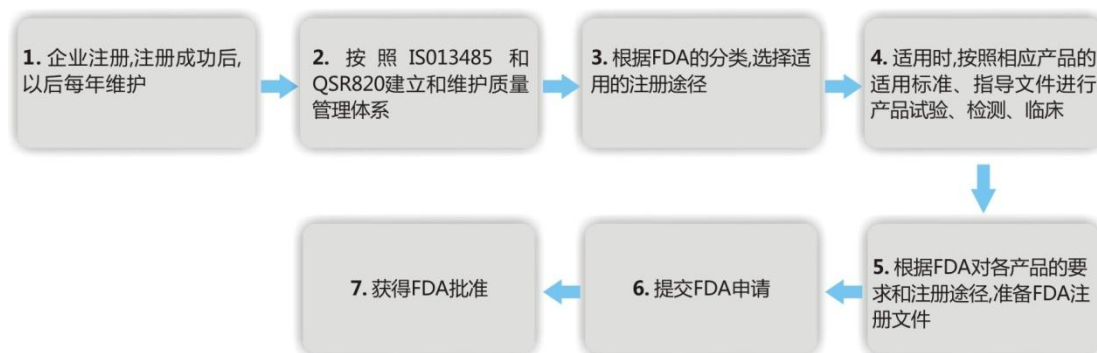 1. 企业注册,注册成功后,
以后每年维护
2. 按照 IS013485 和
QSR820建立和维护质量
管理体系
3. 根据FDA的分类,选择适
用的注册途径
4. 适用时,按照相应产品的
适用标准、指导文件进行
产品试验、检测、临床
5. 根据FDA对各产品的要
求和注册途径,准备FDA注
册文件
6. 提交FDA申请
7. 获得FDA批准